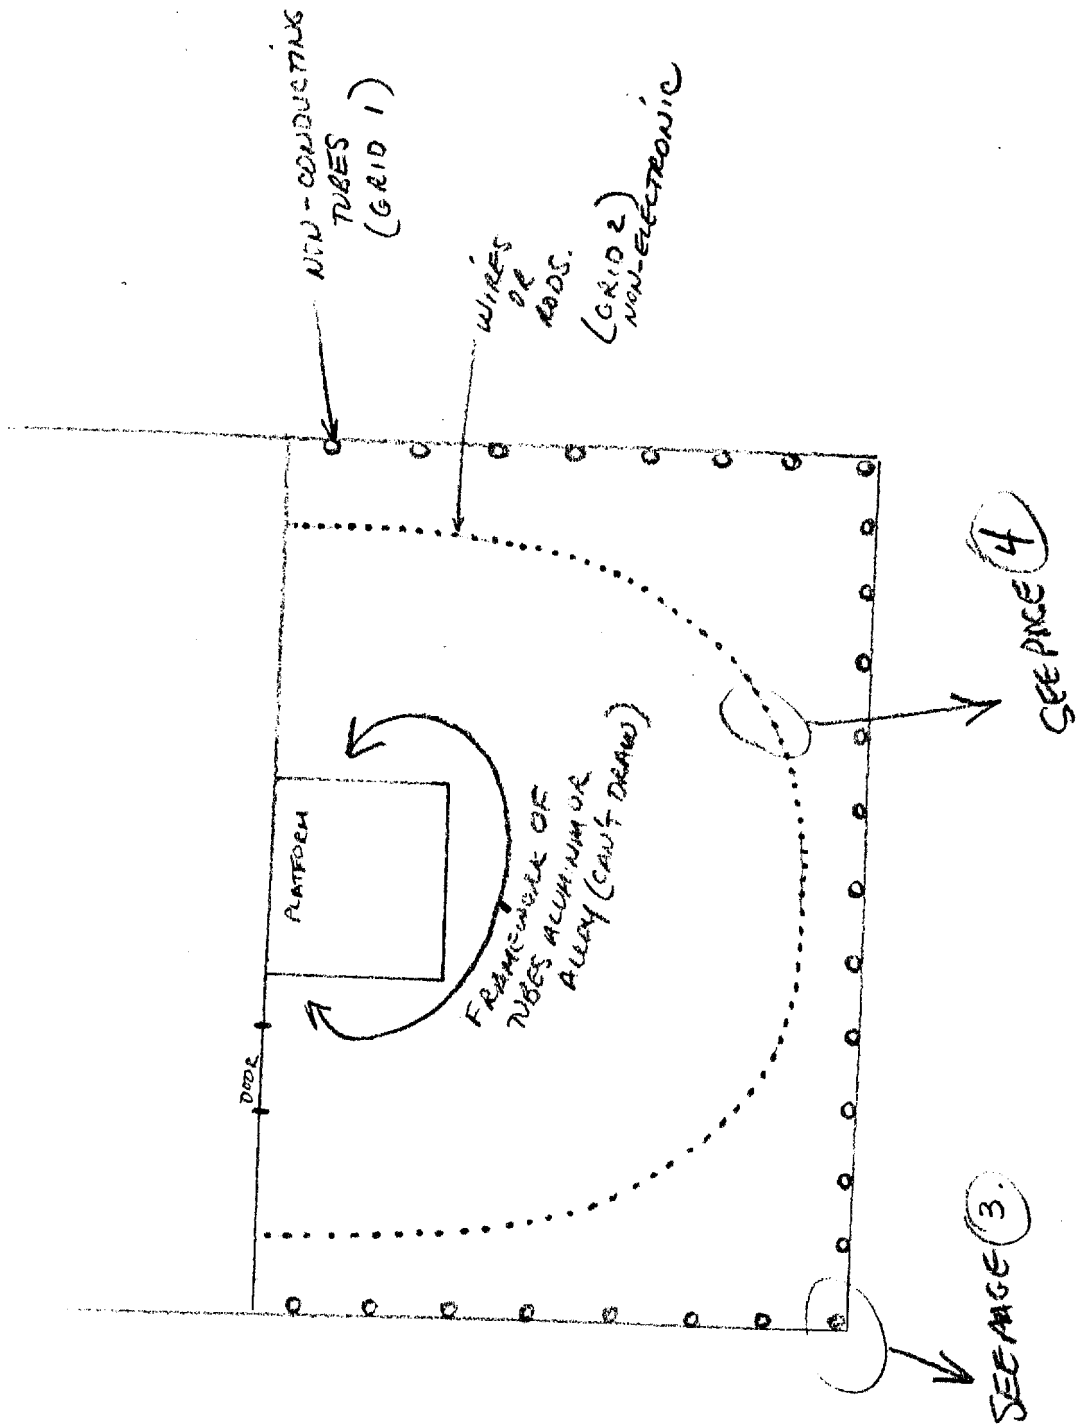 NON-CONDUCTING
TUBES
(GRID 1)
WIRES
OR
RODS.
(GRID 2)
NON-ELECTRONIC
PLATFORM
DOOR
FRAMEWORK OF
TUBES ALUMINUM OR
ALLOY (CAN'T DRAW)
SEE PAGE 4
SEE PAGE 3.